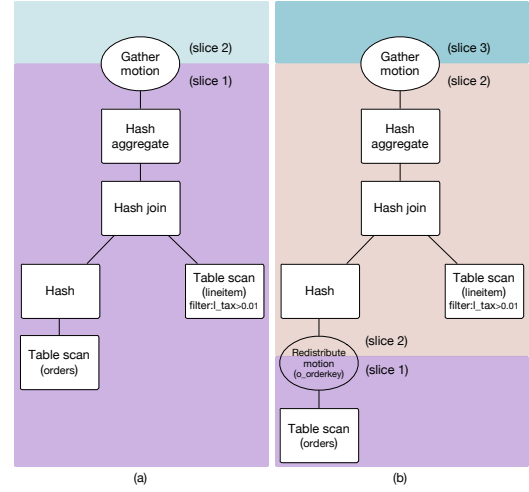 (slice 2)
Gather
motion
(slice 1)
Hash
aggregate
Hash join
Hash
Table scan
(lineitem)
filter:l_tax>0.01
Table scan
(orders)
(a)
(slice 3)
Gather
motion
(slice 2)
Hash
aggregate
Hash join
Hash
Table scan
(lineitem)
filter:l_tax>0.01
(slice 2)
Redistribute
motion
(o_orderkey)
(slice 1)
Table scan
(orders)
(b)